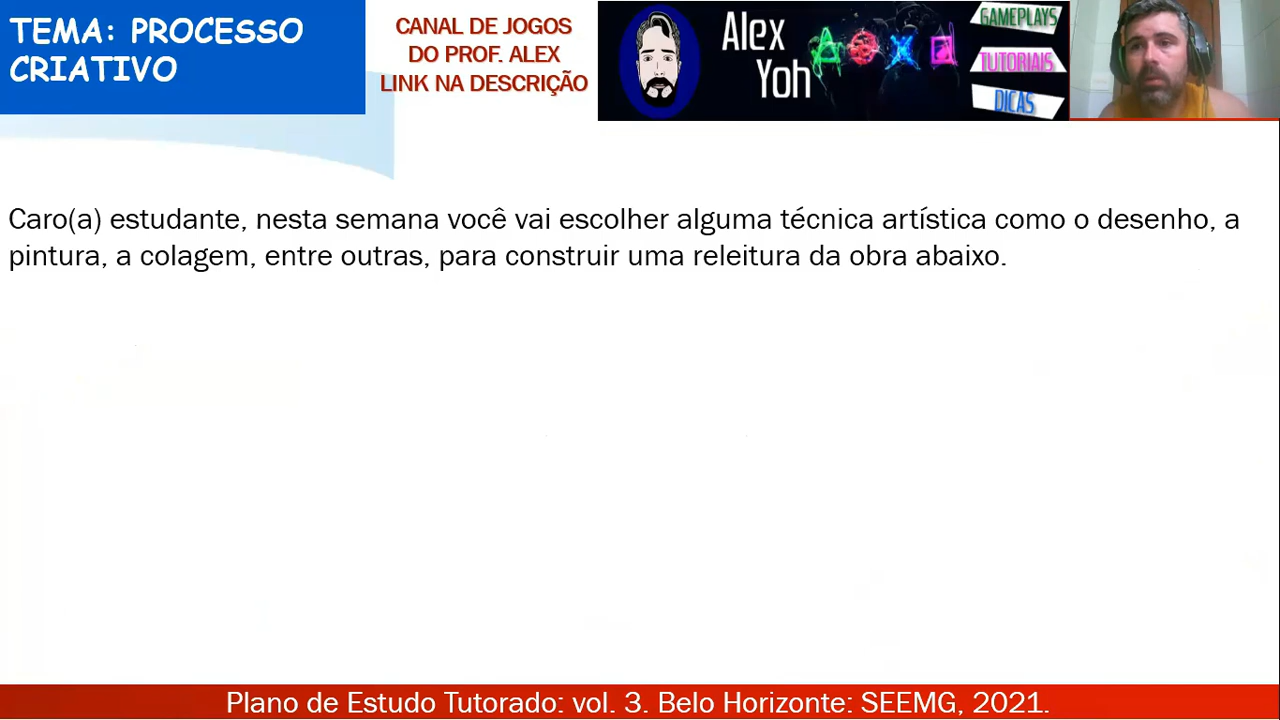 TEMA: PROCESSO
CRIATIVO
CANAL DE JOGOS
DO PROF. ALEX
LINK NA DESCRIÇÃO
Alex
Yoh
GAMEPLAYS
TUTORIAIS
DICAS
Caro(a) estudante, nesta semana você vai escolher alguma técnica artística como o desenho, a
pintura, a colagem, entre outras, para construir uma releitura da obra abaixo.
Plano de Estudo Tutorado: vol. 3. Belo Horizonte: SEEMG, 2021.